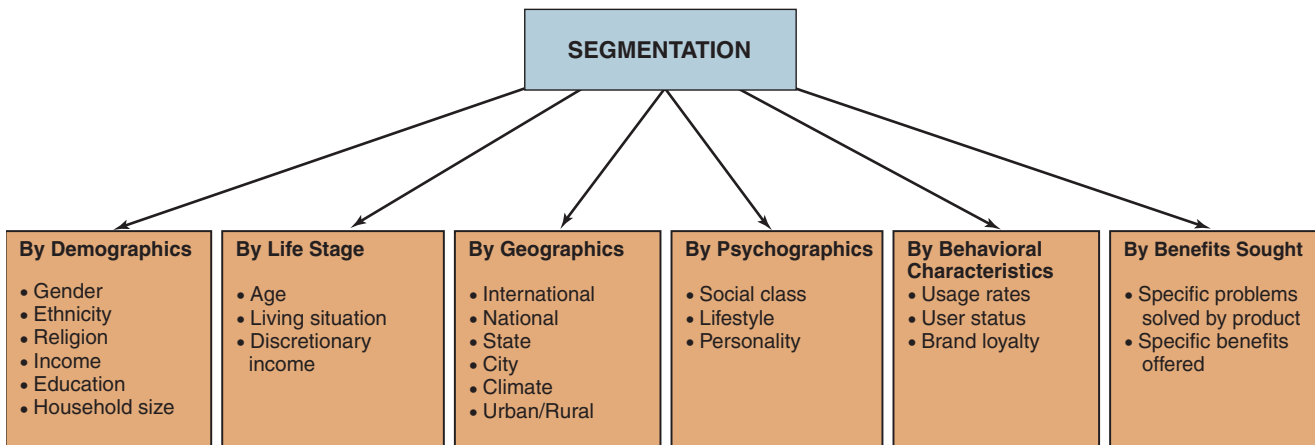 SEGMENTATION
By Demographics
• Gender
• Ethnicity
• Religion
• Income
• Education
• Household size
By Life Stage
• Age
• Living situation
• Discretionary
income
By Geographics
• International
• National
• State
• City
• Climate
• Urban/Rural
By Psychographics
• Social class
• Lifestyle
• Personality
By Behavioral
Characteristics
• Usage rates
• User status
• Brand loyalty
By Benefits Sought
• Specific problems
solved by product
• Specific benefits
offered